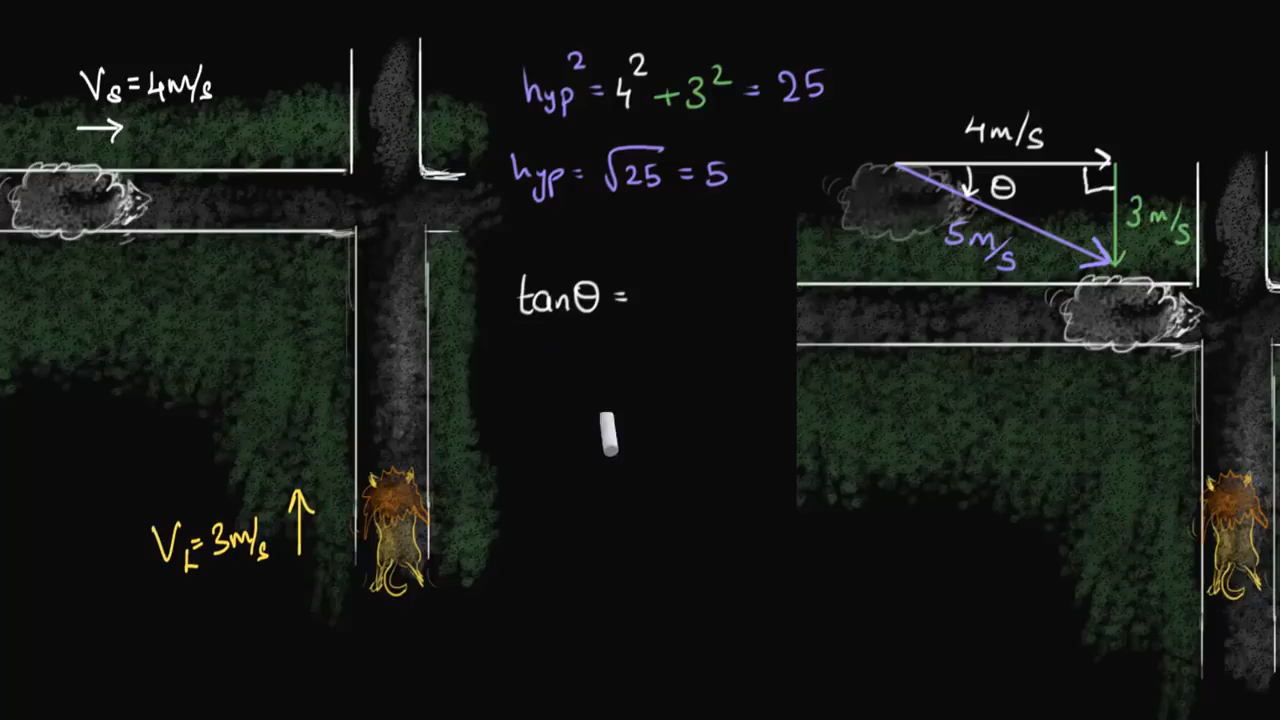 Vs = 4m/s
hyp² = 4² + 3² = 25
hyp = √25 = 5
tanθ =
VL = 3m/s
4m/s
θ
3m/s
5m/s